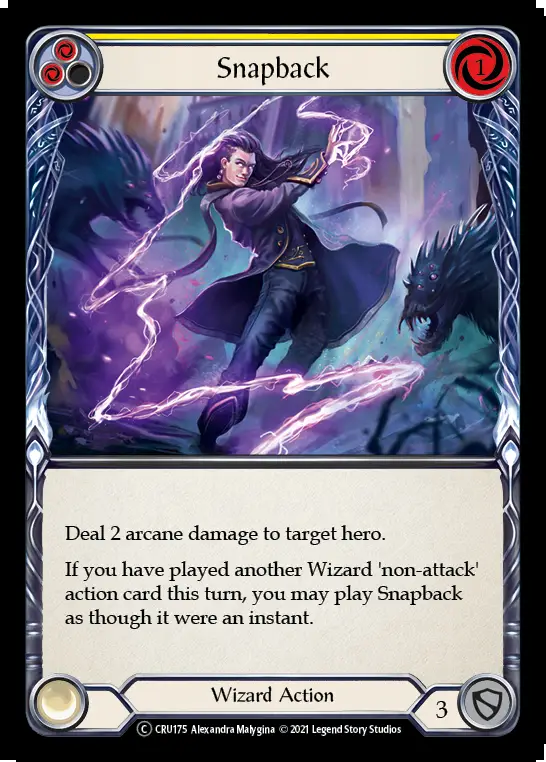 Snapback
1
Deal 2 arcane damage to target hero.
If you have played another Wizard 'non-attack'
action card this turn, you may play Snapback
as though it were an instant.
Wizard Action
3
C CRU175 Alexandra Malygina © 2021 Legend Story Studios